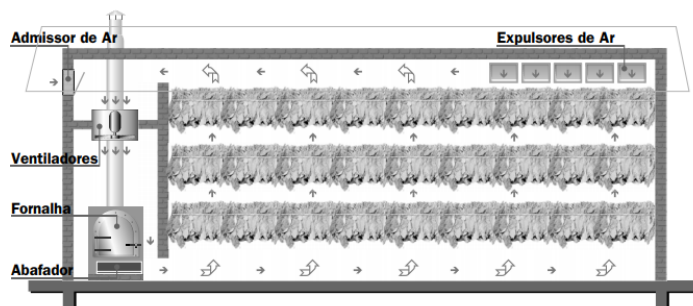 Admissor de Ar
Expulsores de Ar
Ventiladores
Fornalha
Abafador